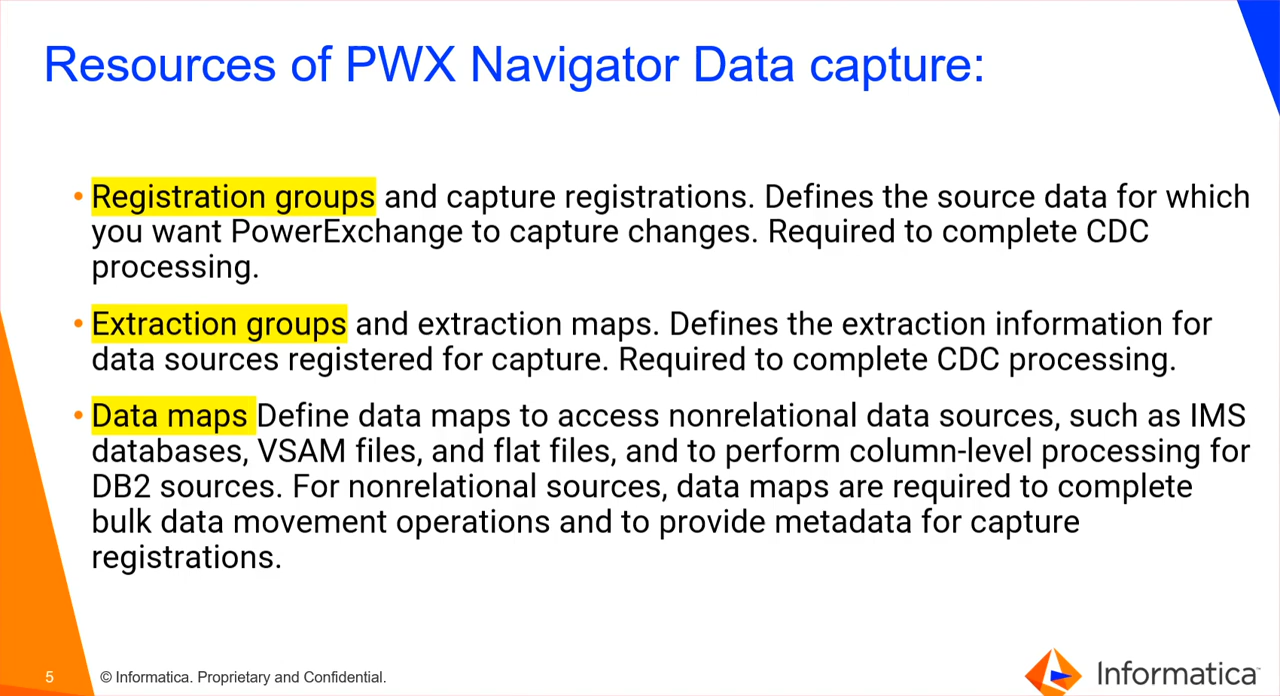 Resources of PWX Navigator Data capture:
• Registration groups and capture registrations. Defines the source data for which
you want PowerExchange to capture changes. Required to complete CDC
processing.
• Extraction groups and extraction maps. Defines the extraction information for
data sources registered for capture. Required to complete CDC processing.
• Data maps Define data maps to access nonrelational data sources, such as IMS
databases, VSAM files, and flat files, and to perform column-level processing for
DB2 sources. For nonrelational sources, data maps are required to complete
bulk data movement operations and to provide metadata for capture
registrations.
5 © Informatica. Proprietary and Confidential.
Informatica™